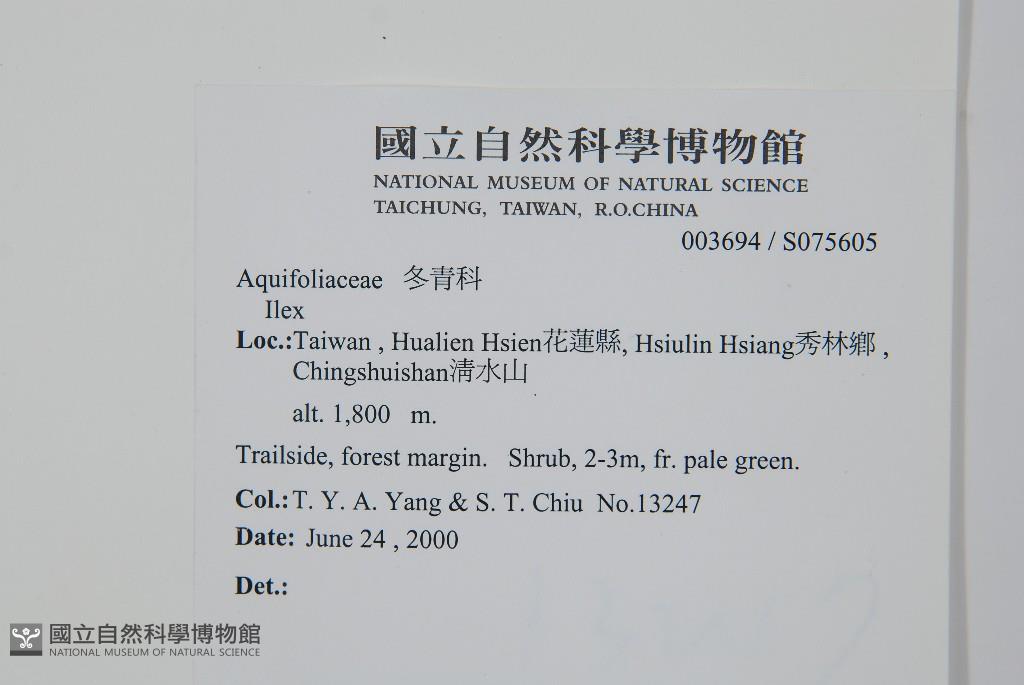 國立自然科學博物館
NATIONAL MUSEUM OF NATURAL SCIENCE
TAICHUNG, TAIWAN, R.O.CHINA
003694 / S075605
Aquifoliaceae 冬青科
Ilex
Loc.:Taiwan , Hualien Hsien花蓮縣, Hsiulin Hsiang秀林鄉 ,
Chingshuishan清水山
alt. 1,800 m.
Trailside, forest margin. Shrub, 2-3m, fr. pale green.
Col.:T. Y. A. Yang & S. T. Chiu No.13247
Date: June 24 , 2000
Det.:
國立自然科學博物館
NATIONAL MUSEUM OF NATURAL SCIENCE